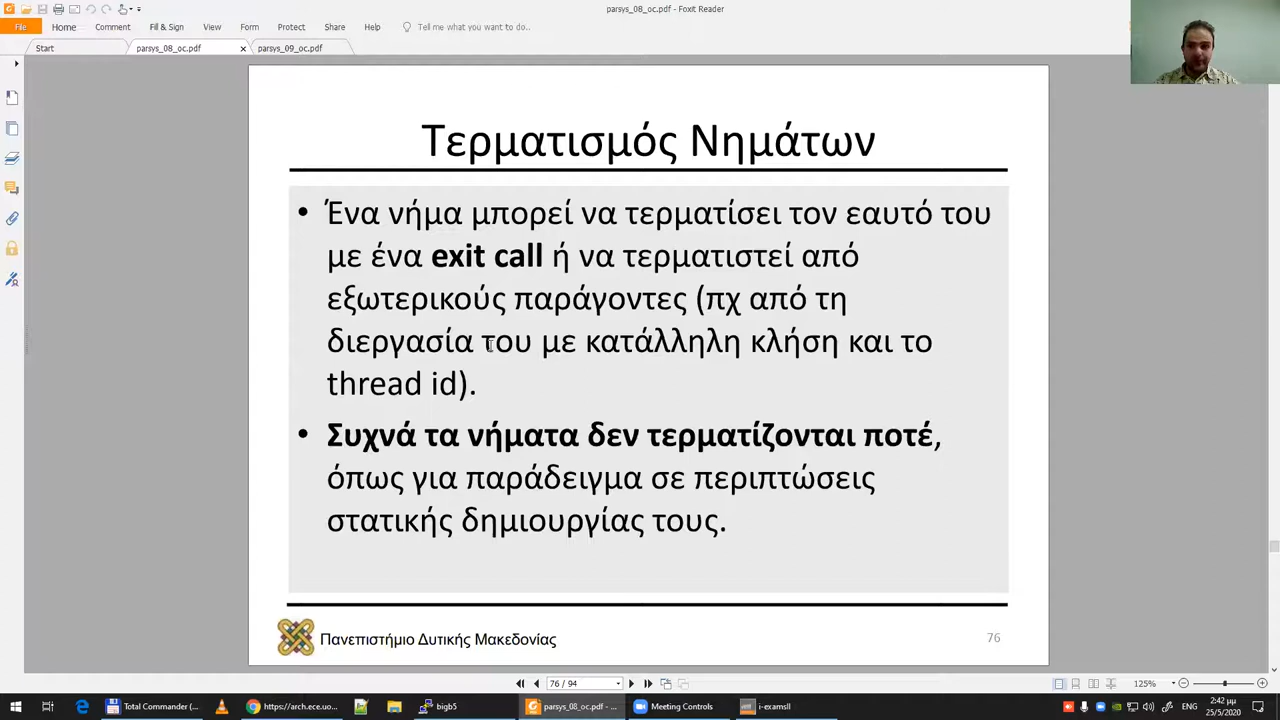 parsys_08_oc.pdf - Foxit Reader
File Home Comment Fill & Sign View Form Protect Share Help Tell me what you want to do..
Start parsys_08_oc.pdf parsys_09_oc.pdf
Τερματισμός Νημάτων
• Ένα νήμα μπορεί να τερματίσει τον εαυτό του
με ένα exit call ή να τερματιστεί από
εξωτερικούς παράγοντες (πχ από τη
διεργασία του με κατάλληλη κλήση και το
thread id).
• Συχνά τα νήματα δεν τερματίζονται ποτέ,
όπως για παράδειγμα σε περιπτώσεις
στατικής δημιουργίας τους.
Πανεπιστήμιο Δυτικής Μακεδονίας
76
76 / 94
125%
Total Commander (... https://arch.ece.uo... bigb5 parsys_08_oc.pdf - ... Meeting Controls i-examsll
ΕΛ
2:42 μμ
25/5/2020